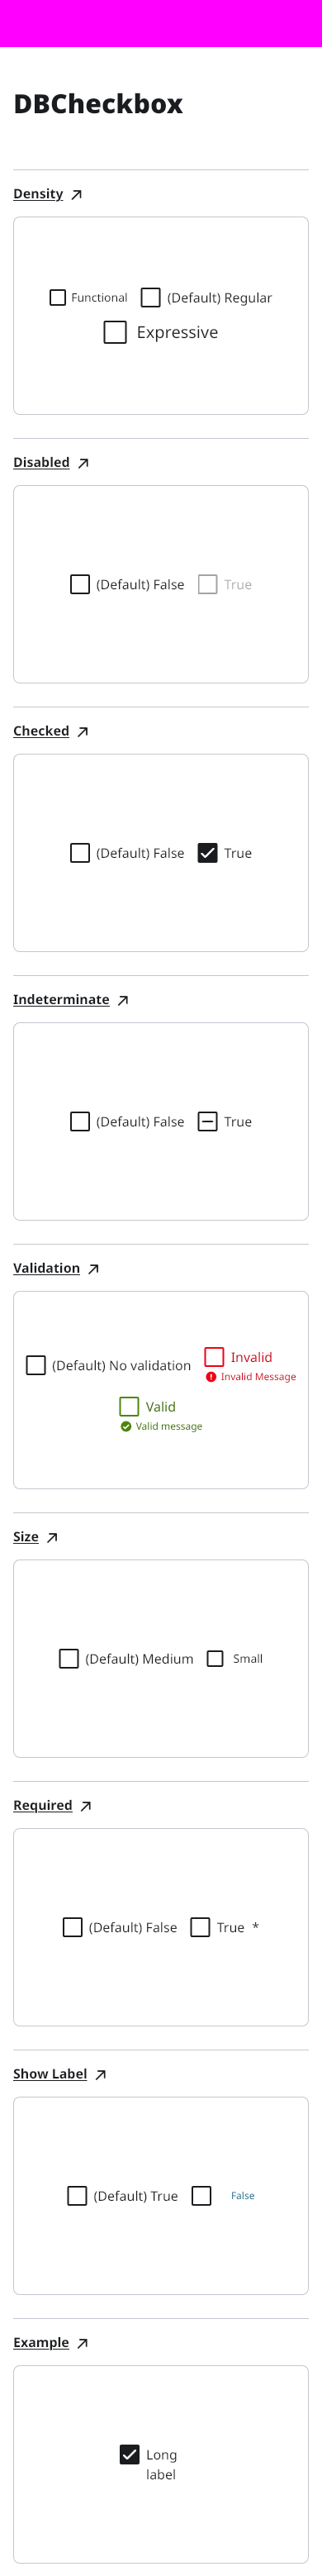 DBCheckbox
Density
Functional (Default) Regular
Expressive
Disabled
(Default) False True
Checked
(Default) False True
Indeterminate
(Default) False True
Validation
(Default) No validation Invalid
Invalid Message
Valid
Valid message
Size
(Default) Medium Small
Required
(Default) False True *
Show Label
(Default) True False
Example
Long
label